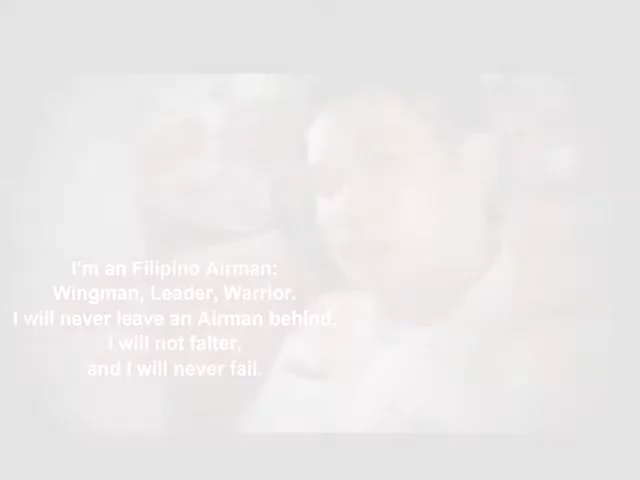 I'm an Filipino Airman:
Wingman, Leader, Warrior.
I will never leave an Airman behind,
I will not falter,
and I will never fail.